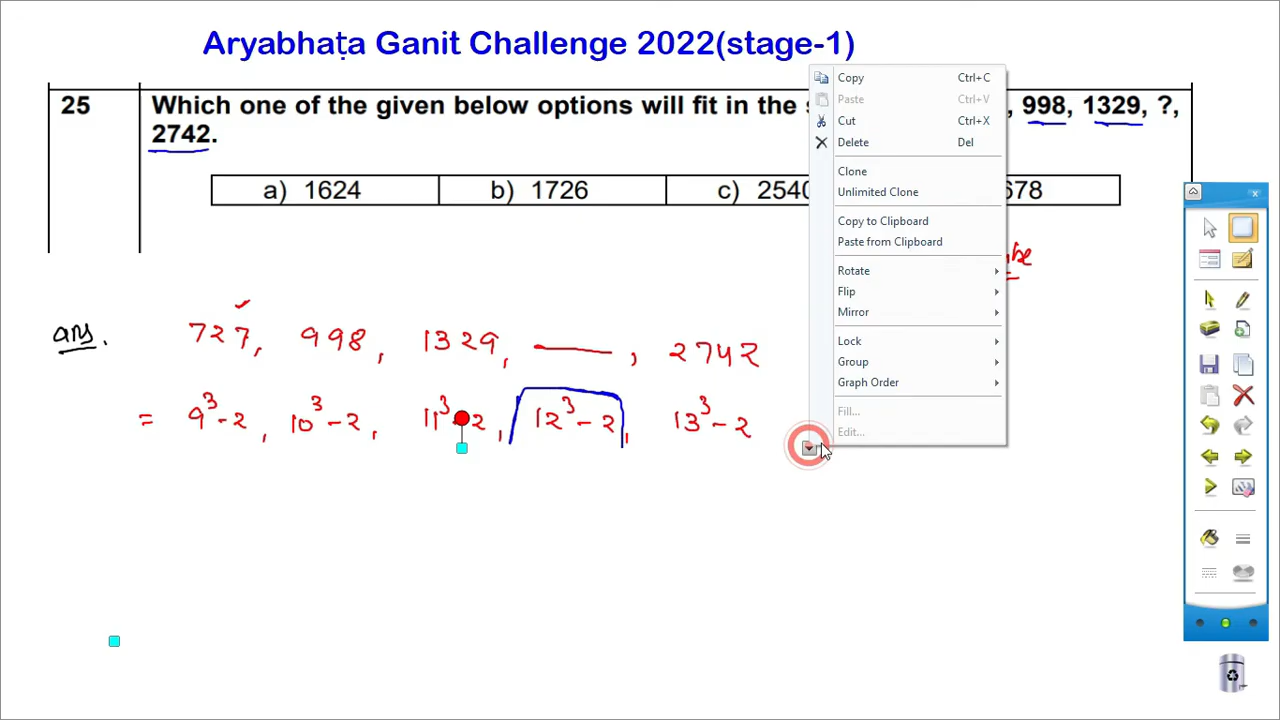 Aryabhaṭa Ganit Challenge 2022(stage-1)
25 Which one of the given below options will fit in the s , 998, 1329, ?,
2742.
a) 1624 b) 1726 c) 2540 678
Copy Ctrl+C
Paste Ctrl+V
Cut Ctrl+X
Delete Del
Clone
Unlimited Clone
Copy to Clipboard
Paste from Clipboard
Rotate
Flip
Mirror
Lock
Group
Graph Order
Fill...
Edit...
ans. 727, 998, 1329, ___, 2742
= 9³-2, 10³-2, 11³-2, 12³-2, 13³-2